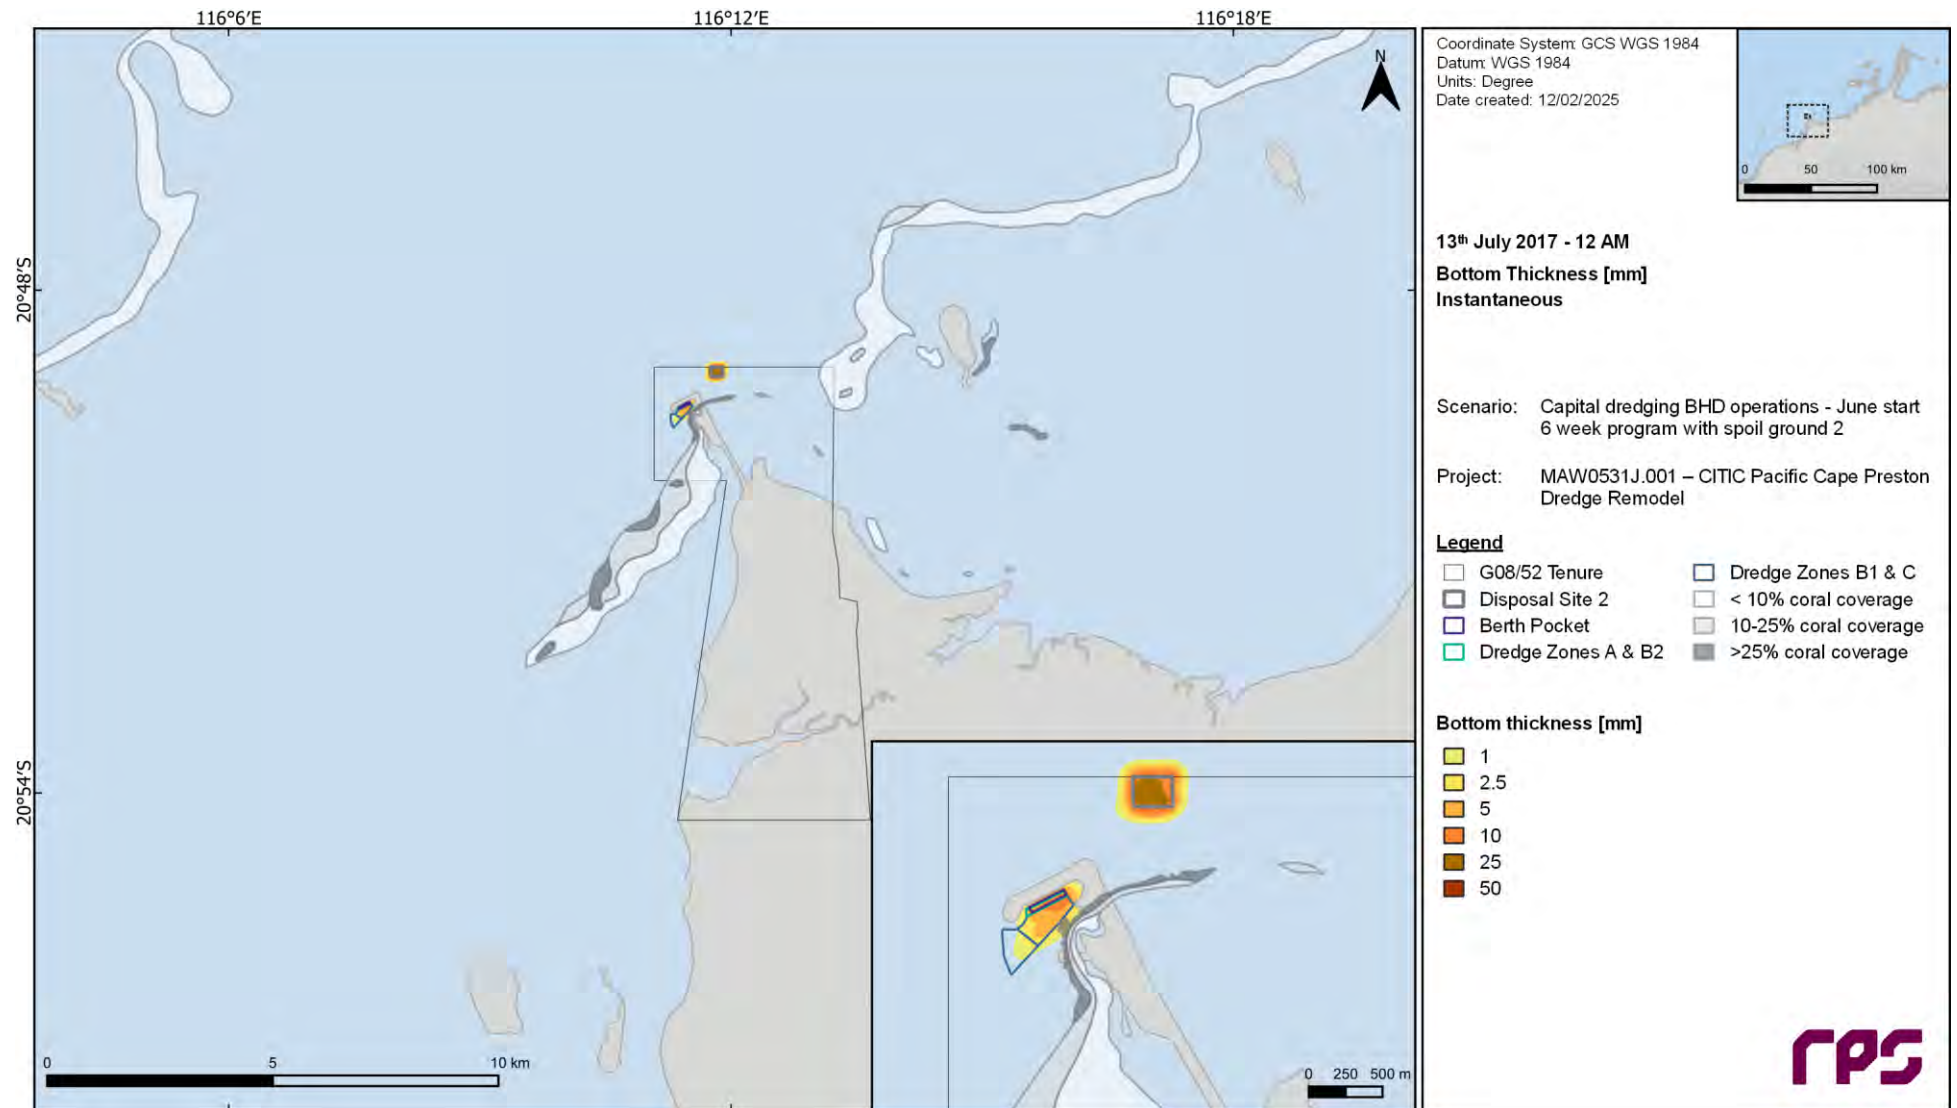 116°6′E
116°12′E
116°18′E
20°48′S
20°54′S
N
0 5 10 km
0 250 500 m
Coordinate System: GCS WGS 1984
Datum: WGS 1984
Units: Degree
Date created: 12/02/2025
0 50 100 km
13th July 2017 - 12 AM
Bottom Thickness [mm]
Instantaneous
Scenario: Capital dredging BHD operations - June start
6 week program with spoil ground 2
Project: MAW0531J.001 – CITIC Pacific Cape Preston
Dredge Remodel
Legend
G08/52 Tenure
Disposal Site 2
Berth Pocket
Dredge Zones A & B2
Dredge Zones B1 & C
< 10% coral coverage
10-25% coral coverage
>25% coral coverage
Bottom thickness [mm]
1
2.5
5
10
25
50
rps